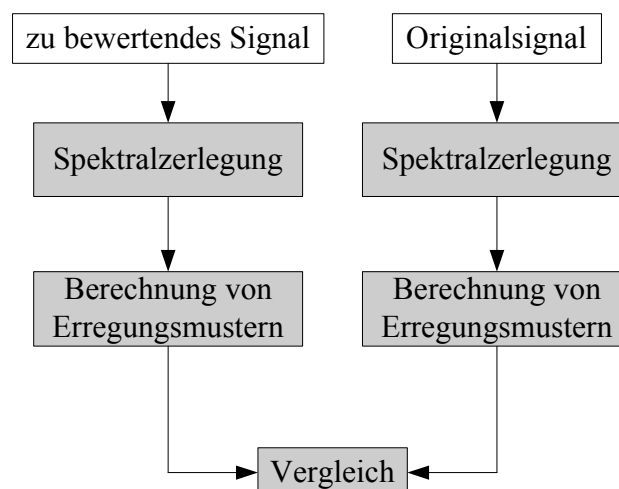 zu bewertendes Signal
Originalsignal
Spektralzerlegung
Spektralzerlegung
Berechnung von
Erregungsmustern
Berechnung von
Erregungsmustern
Vergleich